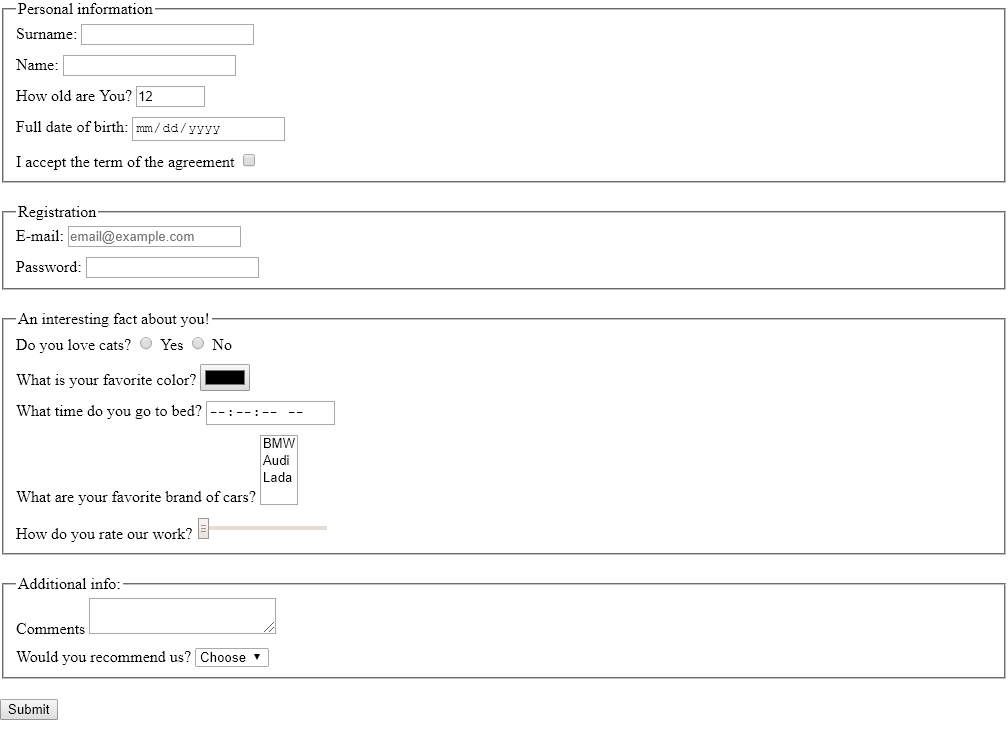 Personal information
Surname:
Name:
How old are You? 12
Full date of birth: mm/dd/yyyy
I accept the term of the agreement
Registration
E-mail: email@example.com
Password:
An interesting fact about you!
Do you love cats? Yes No
What is your favorite color?
What time do you go to bed? --:--:-- --
BMW
Audi
Lada
What are your favorite brand of cars?
How do you rate our work?
Additional info:
Comments
Would you recommend us? Choose
Submit